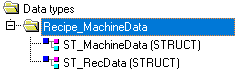 Data types
Recipe_MachineData
ST_MachineData (STRUCT)
ST_RecData (STRUCT)